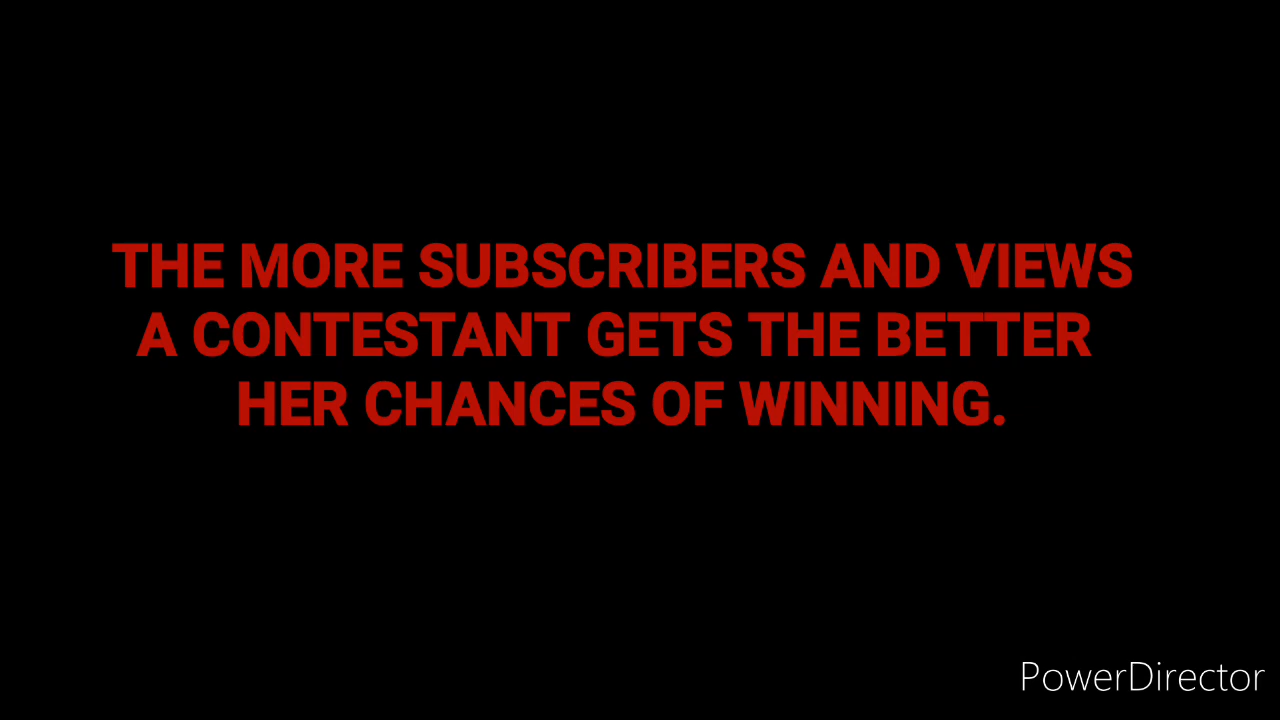 THE MORE SUBSCRIBERS AND VIEWS
A CONTESTANT GETS THE BETTER
HER CHANCES OF WINNING.
PowerDirector